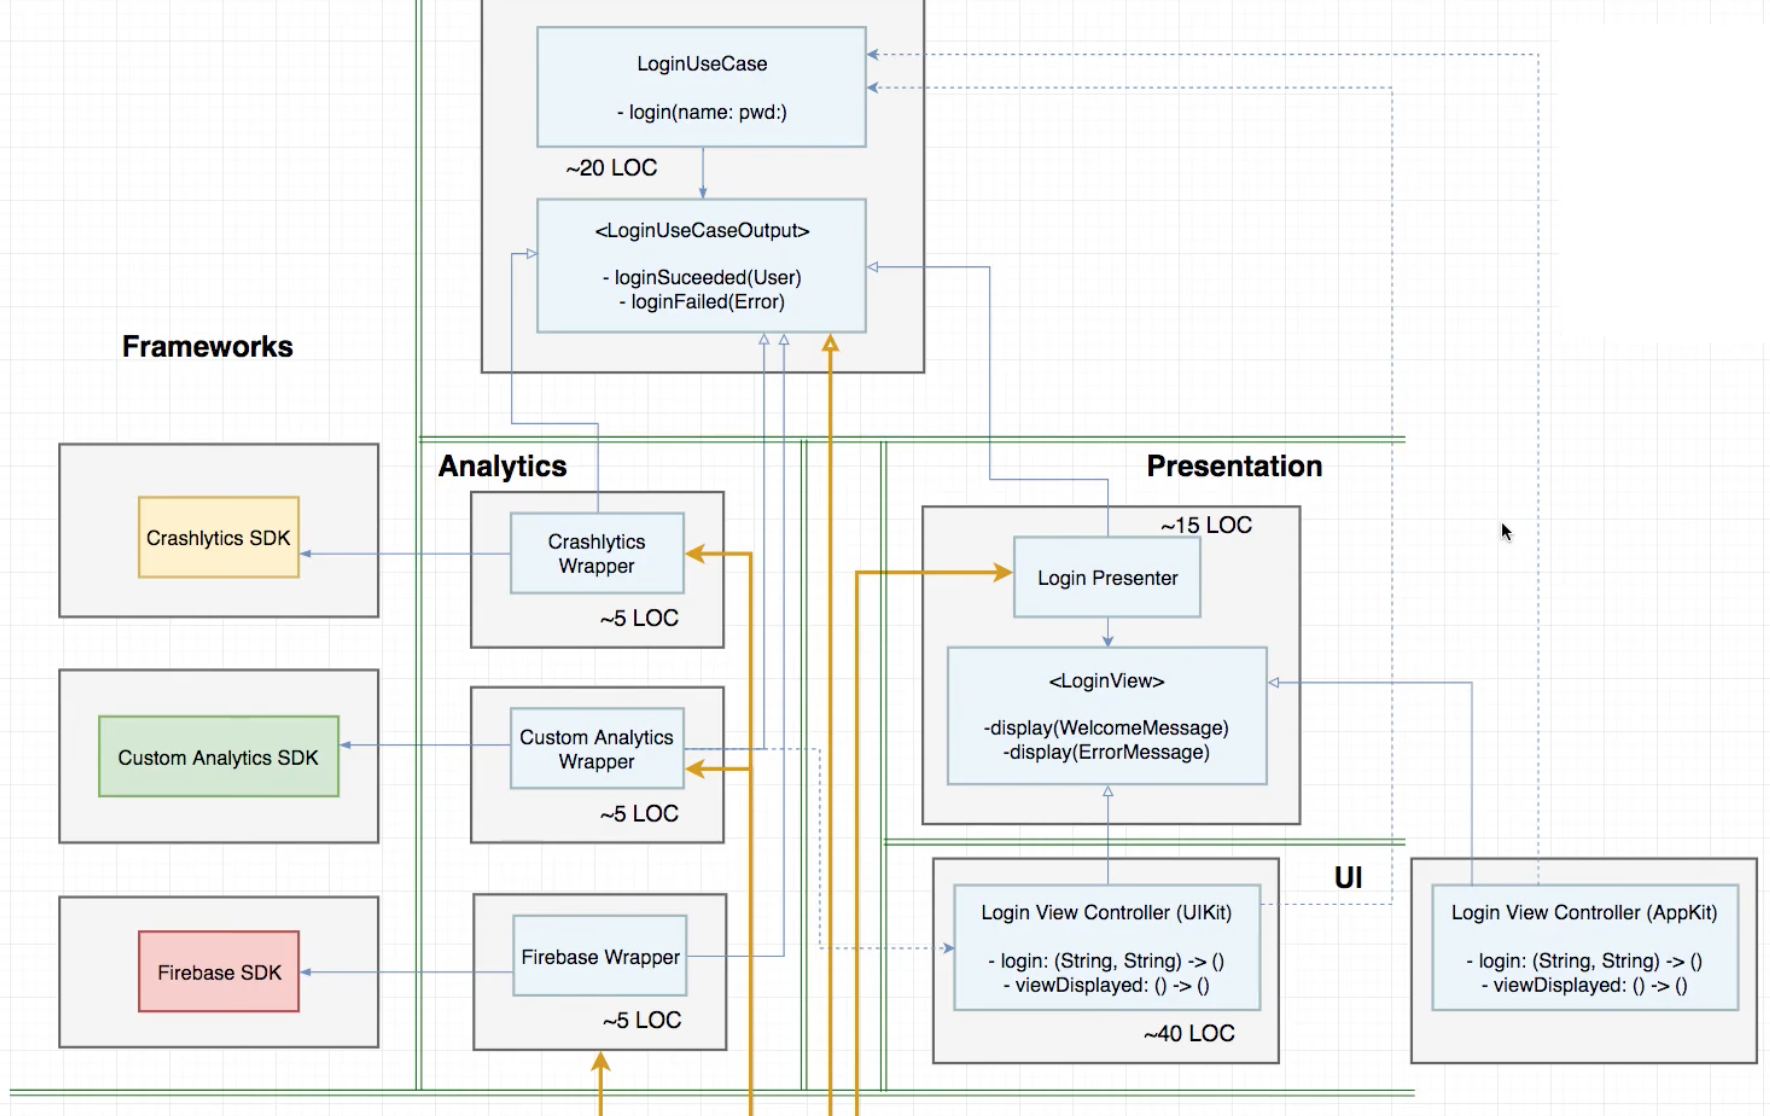 LoginUseCase
- login(name: pwd:)
~20 LOC
<LoginUseCaseOutput>
- loginSuceeded(User)
- loginFailed(Error)
Frameworks
Analytics
Presentation
Crashlytics SDK
Crashlytics
Wrapper
~5 LOC
~15 LOC
Login Presenter
<LoginView>
-display(WelcomeMessage)
-display(ErrorMessage)
Custom Analytics SDK
Custom Analytics
Wrapper
~5 LOC
UI
Firebase SDK
Firebase Wrapper
~5 LOC
Login View Controller (UIKit)
- login: (String, String) -> ()
- viewDisplayed: () -> ()
~40 LOC
Login View Controller (AppKit)
- login: (String, String) -> ()
- viewDisplayed: () -> ()